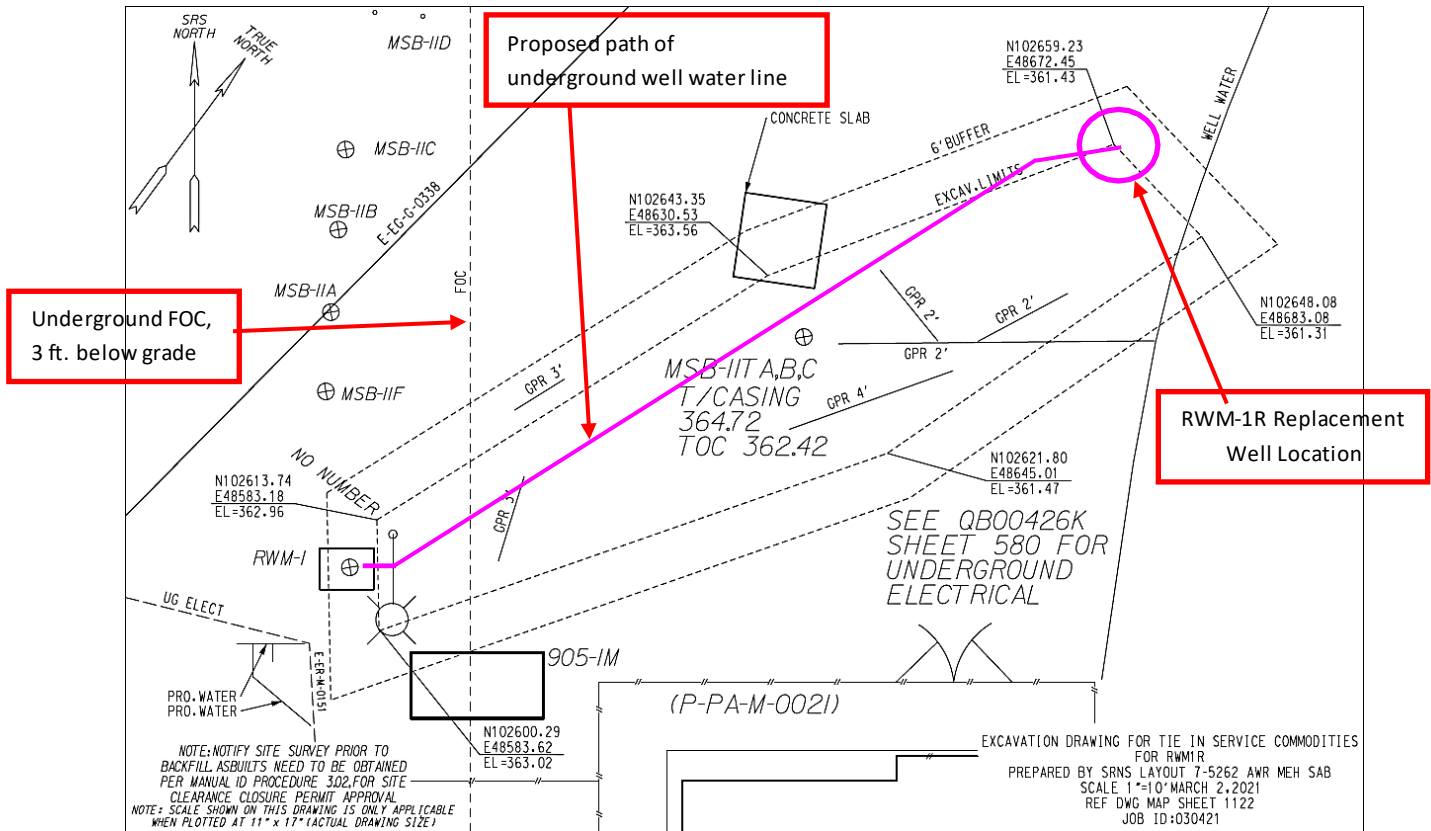 SRS
NORTH
TRUE
NORTH
MSB-IID
Proposed path of
underground well water line
N102659.23
E48672.45
EL=361.43
WELL WATER
CONCRETE SLAB
6' BUFFER
MSB-IIC
EXCAV. LIMITS
N102643.35
E48630.53
EL=363.56
MSB-IIB
E-EG-G-0338
FOC
MSB-IIA
Underground FOC,
3 ft. below grade
GPR 2'
GPR 2'
GPR 2'
N102648.08
E48683.08
EL=361.31
MSB-IIT A,B,C
T/CASING
364.72
TOC 362.42
GPR 3'
GPR 4'
MSB-IIF
RWM-1R Replacement
Well Location
NO NUMBER
N102613.74
E48583.18
EL=362.96
N102621.80
E48645.01
EL=361.47
GPR 3'
SEE QB00426K
SHEET 580 FOR
UNDERGROUND
ELECTRICAL
RWM-I
UG ELECT
E-ER-M-0151
905-IM
PRO.WATER
PRO.WATER
(P-PA-M-0021)
N102600.29
E48583.62
EL=363.02
NOTE:NOTIFY SITE SURVEY PRIOR TO
BACKFILL. ASBUILTS NEED TO BE OBTAINED
PER MANUAL ID PROCEDURE 3.02,FOR SITE
CLEARANCE CLOSURE PERMIT APPROVAL
NOTE: SCALE SHOWN ON THIS DRAWING IS ONLY APPLICABLE
WHEN PLOTTED AT 11" x 17" (ACTUAL DRAWING SIZE)
EXCAVATION DRAWING FOR TIE IN SERVICE COMMODITIES
FOR RWM1R
PREPARED BY SRNS LAYOUT 7-5262 AWR MEH SAB
SCALE 1"=10' MARCH 2,2021
REF DWG MAP SHEET 1122
JOB ID:030421